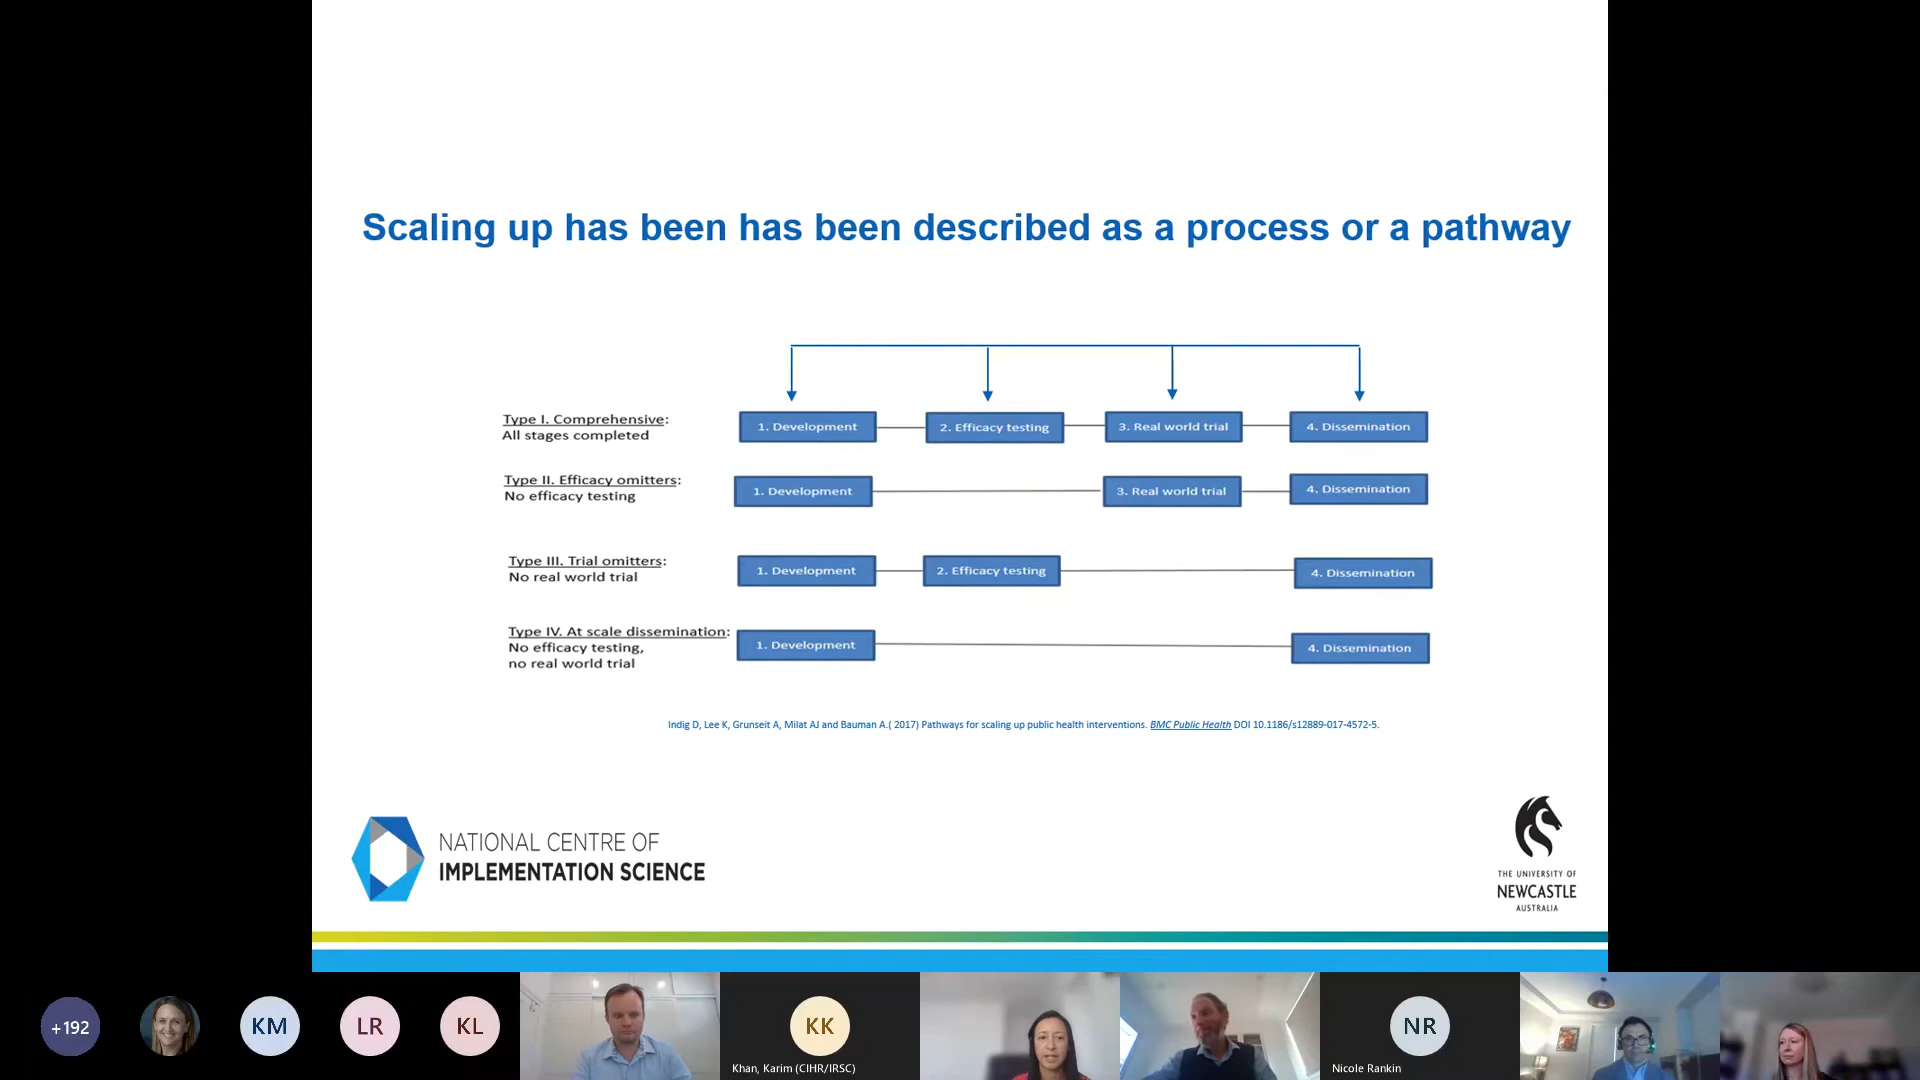 Scaling up has been has been described as a process or a pathway
Type I. Comprehensive:
All stages completed
1. Development
2. Efficacy testing
3. Real world trial
4. Dissemination
Type II. Efficacy omitters:
No efficacy testing
1. Development
3. Real world trial
4. Dissemination
Type III. Trial omitters:
No real world trial
1. Development
2. Efficacy testing
4. Dissemination
Type IV. At scale dissemination:
No efficacy testing,
no real world trial
1. Development
4. Dissemination
Indig D, Lee K, Grunseit A, Milat AJ and Bauman A.( 2017) Pathways for scaling up public health interventions. BMC Public Health DOI 10.1186/s12889-017-4572-5.
NATIONAL CENTRE OF
IMPLEMENTATION SCIENCE
THE UNIVERSITY OF
NEWCASTLE
AUSTRALIA
+192
KM
LR
KL
KK
Khan, Karim (CIHR/IRSC)
NR
Nicole Rankin